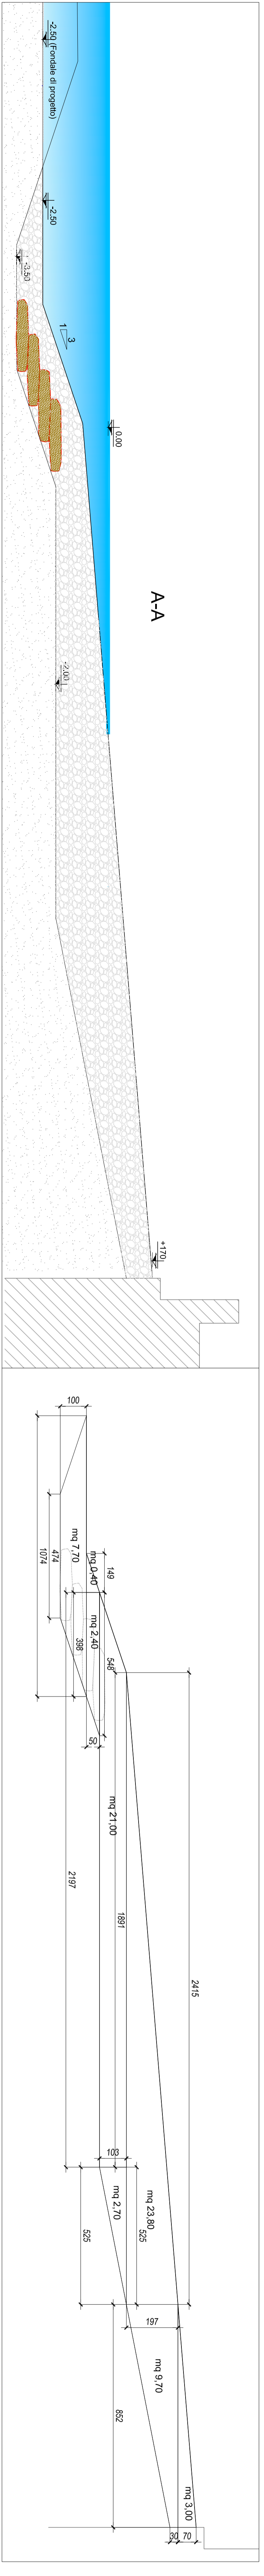 A-A
-2.50 (Fondale di progetto)
-2.50
-3.50
1
3
0.00
-2.00
+170
100
474
1074
mq 7,70
mq 0,40
149
mq 2,40
398
548
50
mq 21,00
2197
1891
2415
103
mq 2,70
mq 23,80
525
525
197
852
mq 9,70
mq 3,00
30
70